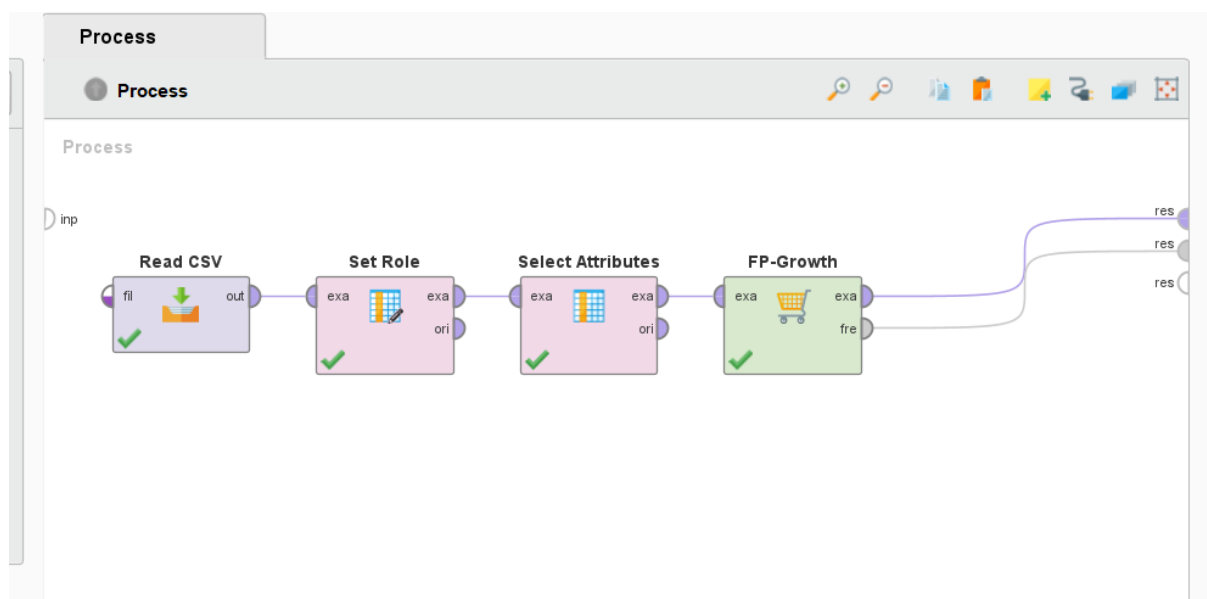 Process
Process
Process
inp
res
res
res
Read CSV
Set Role
Select Attributes
FP-Growth
fil
out
exa
exa
ori
exa
exa
ori
exa
exa
fre